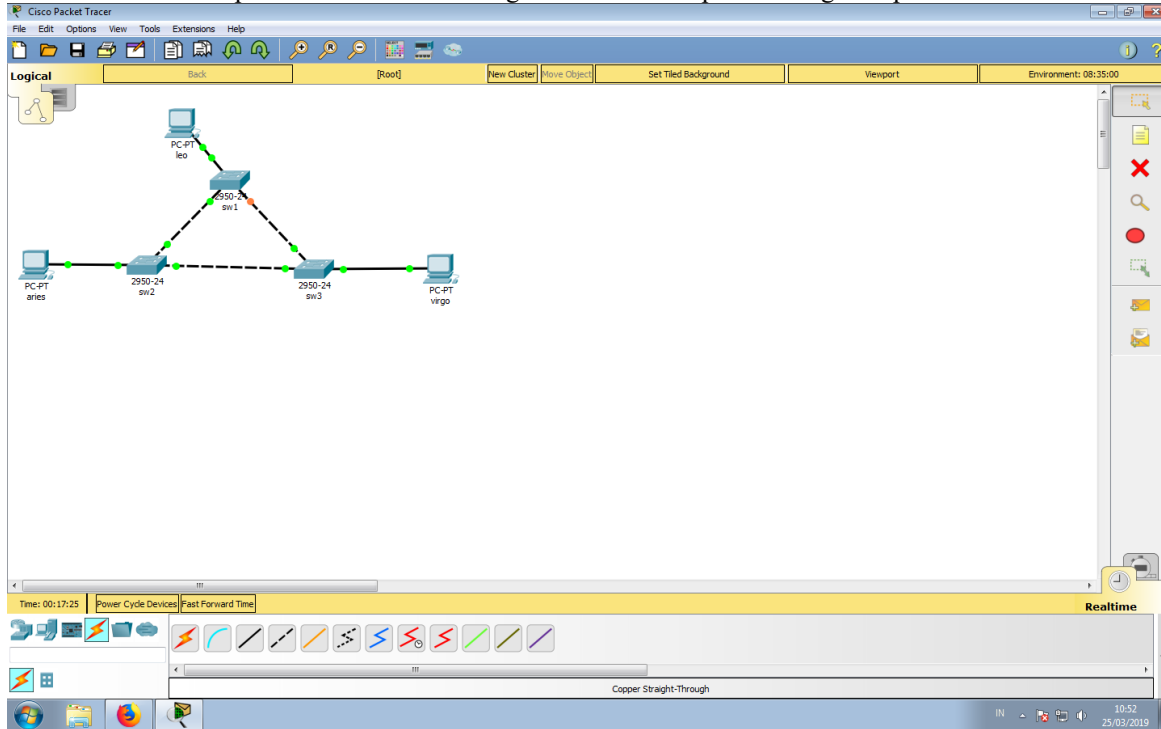 Cisco Packet Tracer
File Edit Options View Tools Extensions Help
Logical
Back
[Root]
New Cluster
Move Object
Set Tiled Background
Viewport
Environment: 08:35:00
PC-PT
leo
2950-24
sw1
PC-PT
aries
2950-24
sw2
2950-24
sw3
PC-PT
virgo
Time: 00:17:25
Power Cycle Devices
Fast Forward Time
Realtime
Copper Straight-Through
IN
10:52
25/03/2019